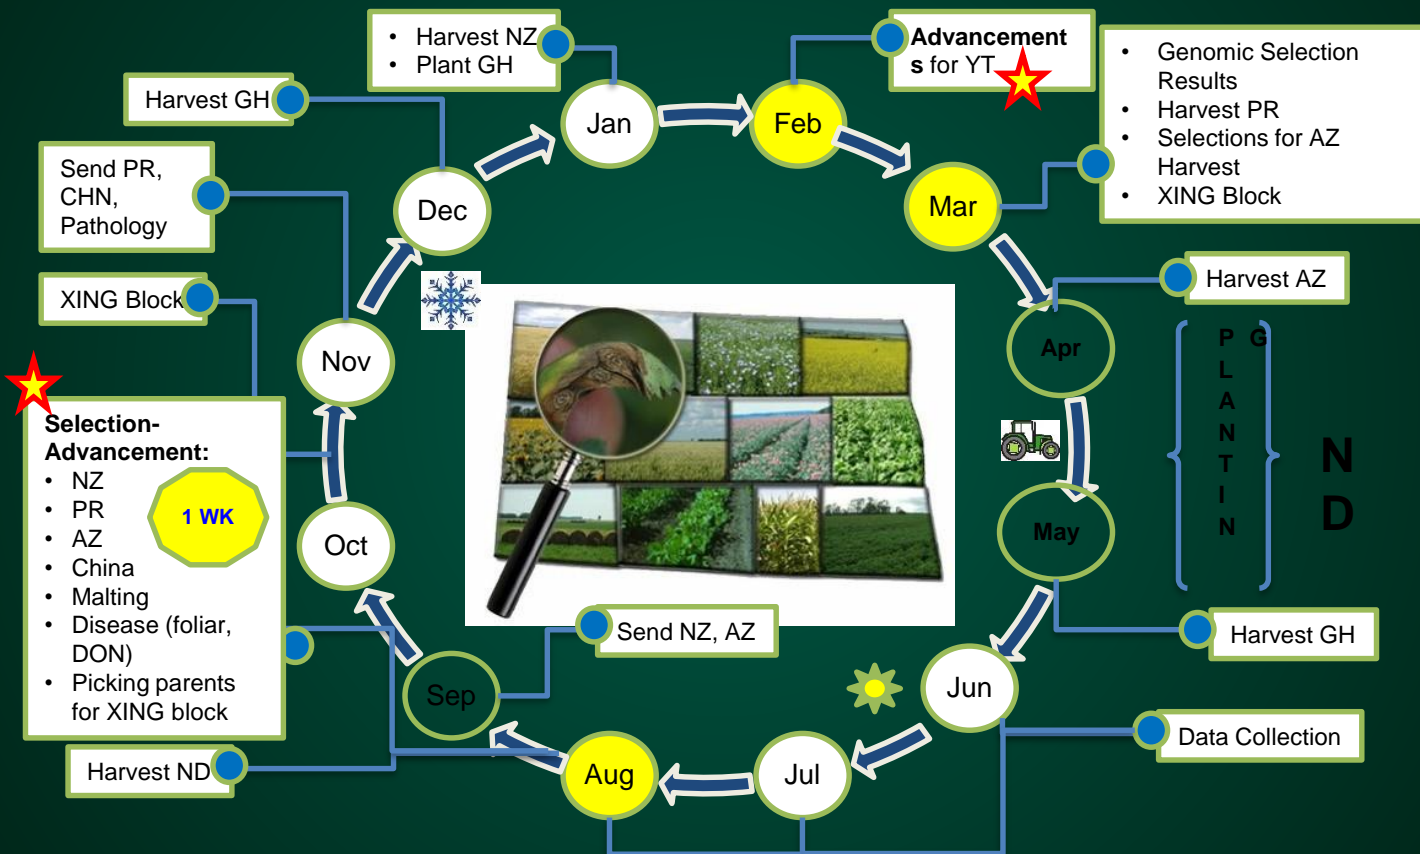 • Harvest NZ
• Plant GH
Advancement
s for YT
• Genomic Selection
Results
• Harvest PR
• Selections for AZ
Harvest
• XING Block
Harvest GH
Jan
Feb
Send PR,
CHN,
Pathology
Dec
Mar
XING Block
Harvest AZ
Nov
Apr
P G
L
A
N
T
I
N
N
D
Selection-
Advancement:
• NZ
• PR
• AZ
• China
• Malting
• Disease (foliar,
DON)
• Picking parents
for XING block
1 WK
Oct
May
Send NZ, AZ
Harvest GH
Sep
Jun
Data Collection
Harvest ND
Aug
Jul